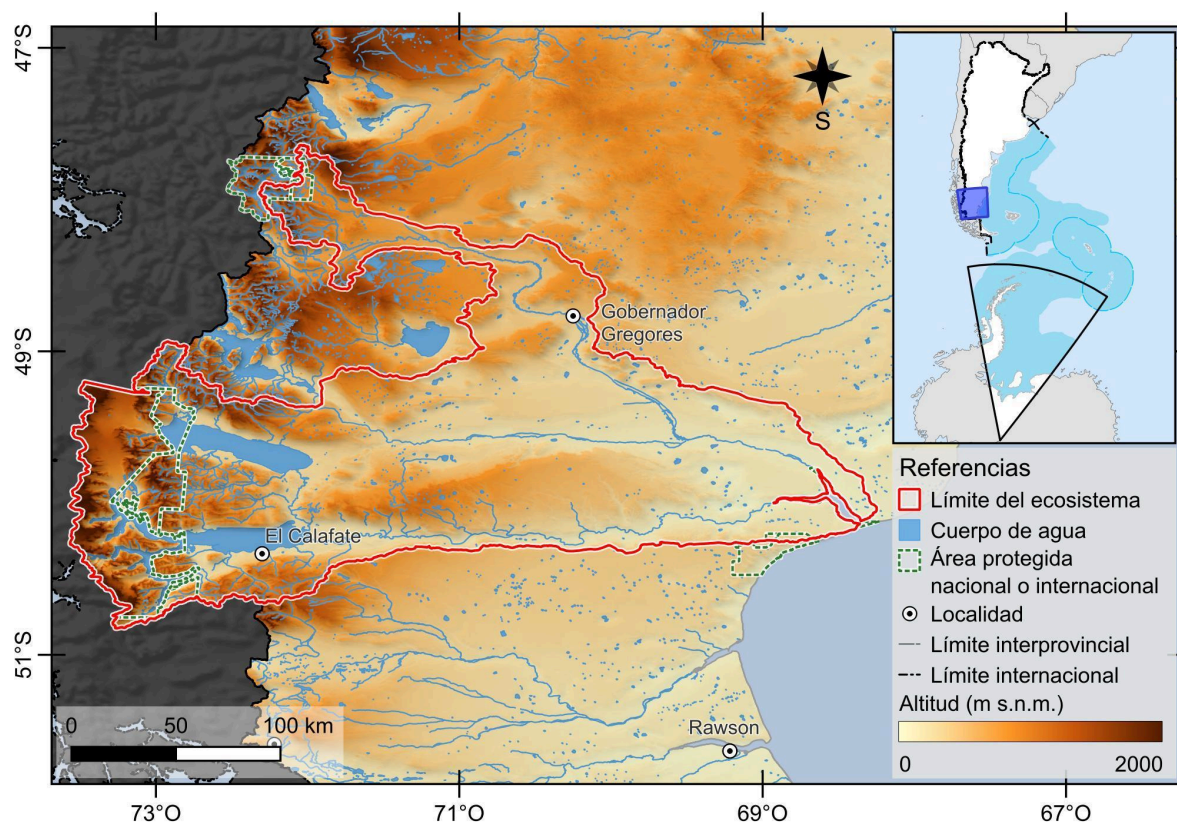 47°S
49°S
51°S
S
Gobernador
Gregores
El Calafate
Rawson
0 50 100 km
73°O 71°O 69°O 67°O
Referencias
Límite del ecosistema
Cuerpo de agua
Área protegida
nacional o internacional
Localidad
Límite interprovincial
Límite internacional
Altitud (m s.n.m.)
0 2000